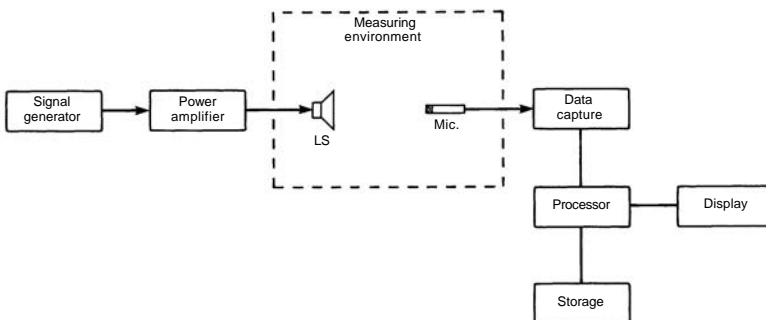 Measuring
environment
Signal
generator
Power
amplifier
LS
Mic.
Data
capture
Processor
Display
Storage